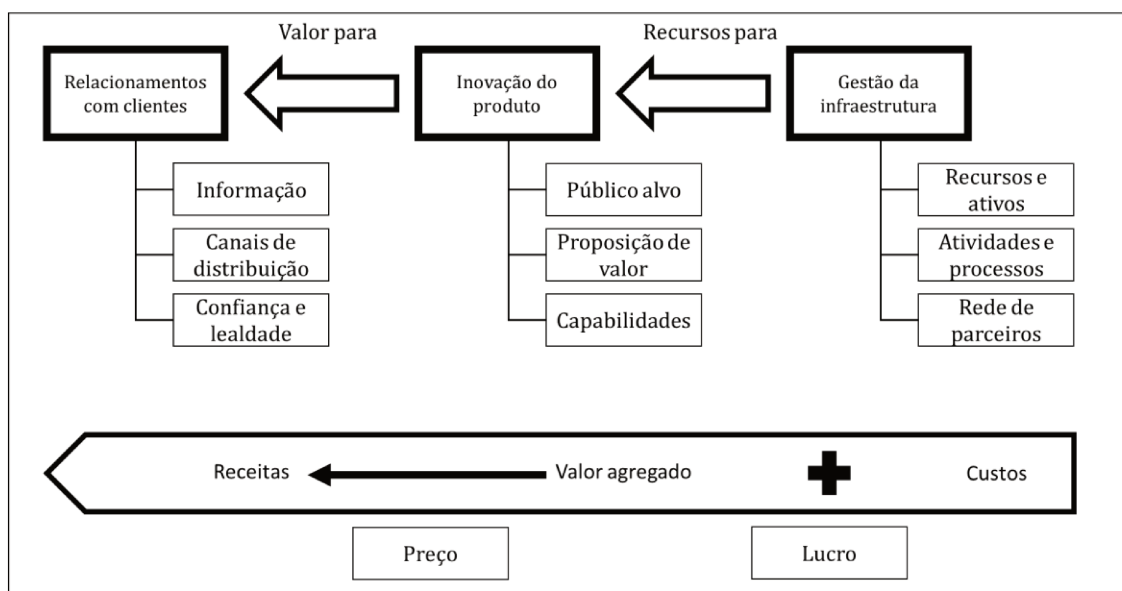 Valor para
Recursos para
Relacionamentos
com clientes
Inovação do
produto
Gestão da
infraestrutura
Informação
Canais de
distribuição
Confiança e
lealdade
Público alvo
Proposição de
valor
Capabilidades
Recursos e
ativos
Atividades e
processos
Rede de
parceiros
Receitas
Valor agregado
Custos
Preço
Lucro